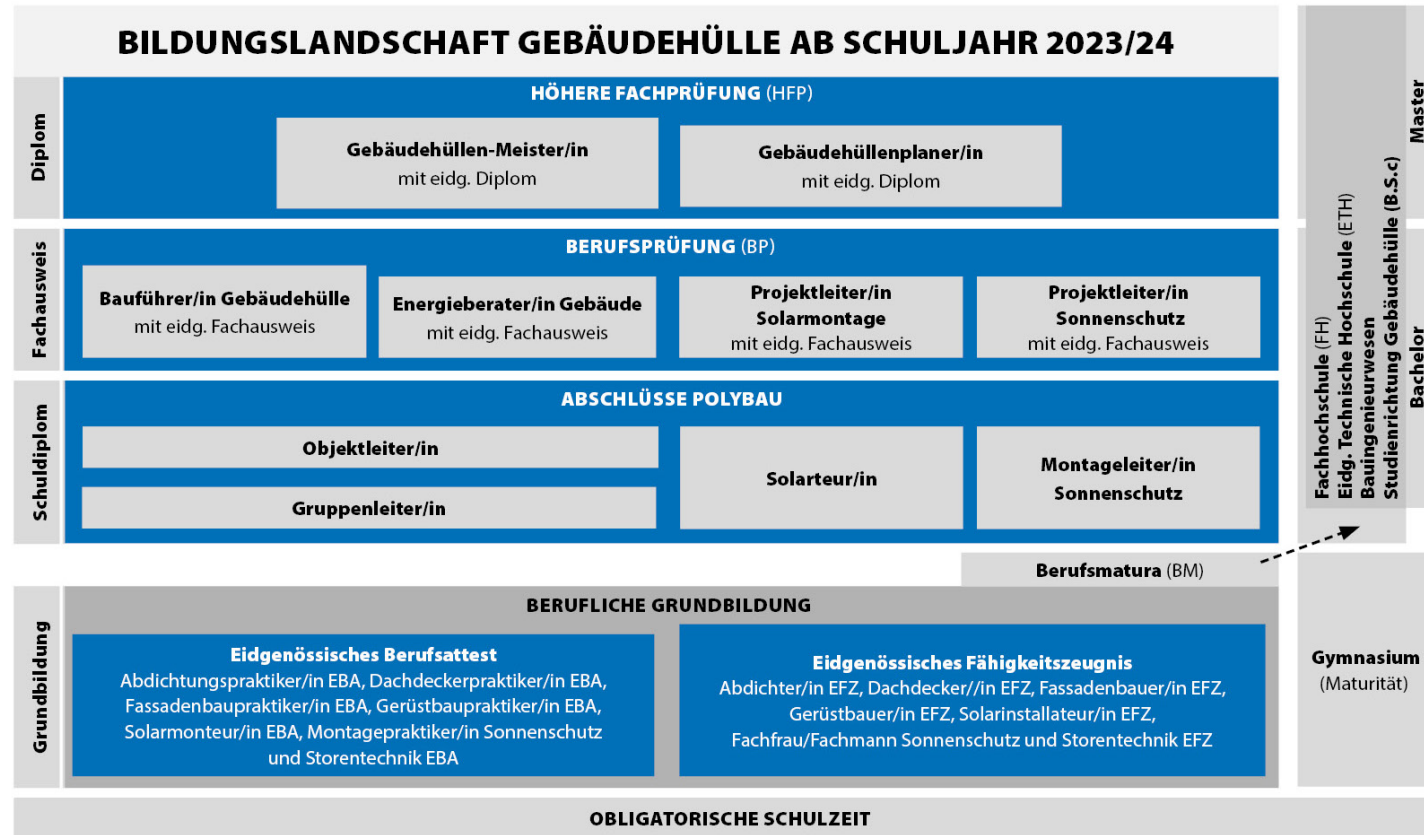 BILDUNGSLANDSCHAFT GEBÄUDEHÜLLE AB SCHULJAHR 2023/24
Diplom
HÖHERE FACHPRÜFUNG (HFP)
Gebäudehüllen-Meister/in
mit eidg. Diplom
Gebäudehüllenplaner/in
mit eidg. Diplom
Fachausweis
BERUFSPRÜFUNG (BP)
Bauführer/in Gebäudehülle
mit eidg. Fachausweis
Energieberater/in Gebäude
mit eidg. Fachausweis
Projektleiter/in
Solarmontage
mit eidg. Fachausweis
Projektleiter/in
Sonnenschutz
mit eidg. Fachausweis
Schuldiplom
ABSCHLÜSSE POLYBAU
Objektleiter/in
Gruppenleiter/in
Solarteur/in
Montageleiter/in
Sonnenschutz
Berufsmatura (BM)
Grundbildung
BERUFLICHE GRUNDBILDUNG
Eidgenössisches Berufsattest
Abdichtungspraktiker/in EBA, Dachdeckerpraktiker/in EBA,
Fassadenbaupraktiker/in EBA, Gerüstbaupraktiker/in EBA,
Solarmonteur/in EBA, Montagepraktiker/in Sonnenschutz
und Storentechnik EBA
Eidgenössisches Fähigkeitszeugnis
Abdichter/in EFZ, Dachdecker//in EFZ, Fassadenbauer/in EFZ,
Gerüstbauer/in EFZ, Solarinstallateur/in EFZ,
Fachfrau/Fachmann Sonnenschutz und Storentechnik EFZ
Fachhochschule (FH)
Eidg. Technische Hochschule (ETH)
Bauingenieurwesen
Studienrichtung Gebäudehülle (B.S.c)
Master
Bachelor
Gymnasium
(Maturität)
OBLIGATORISCHE SCHULZEIT